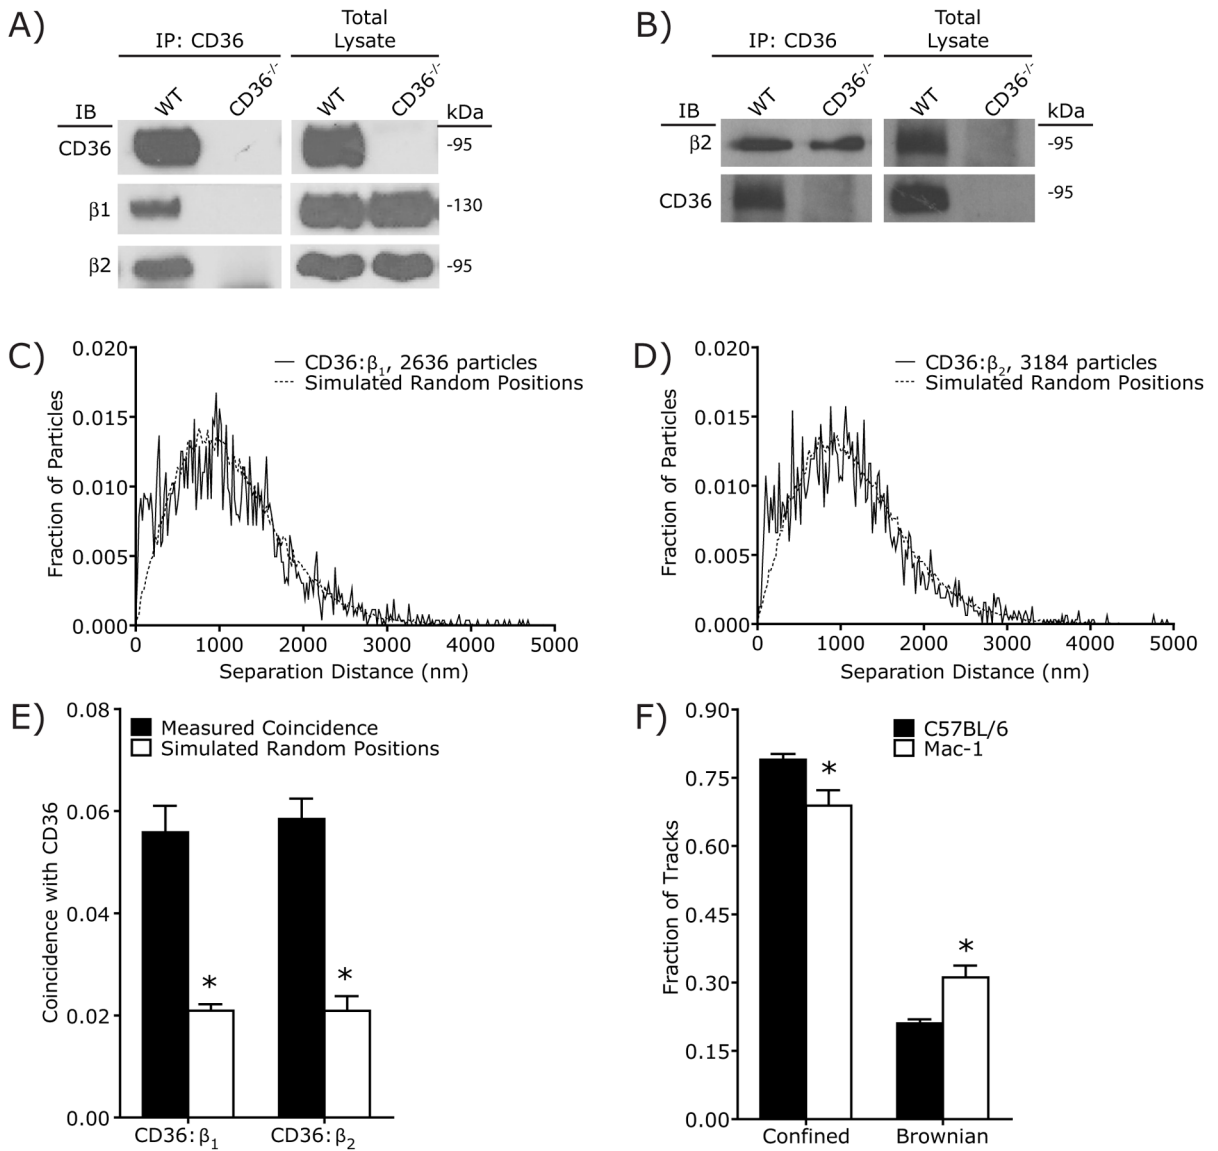 A)
IP: CD36
Total
Lysate
IB
WT
CD36-/-
WT
CD36-/-
kDa
CD36
-95
β1
-130
β2
-95
B)
IP: CD36
Total
Lysate
IB
WT
CD36-/-
WT
CD36-/-
kDa
β2
-95
CD36
-95
C)
CD36:β1, 2636 particles
Simulated Random Positions
Fraction of Particles
0.020
0.015
0.010
0.005
0.000
0
1000
2000
3000
4000
5000
Separation Distance (nm)
D)
CD36:β2, 3184 particles
Simulated Random Positions
Fraction of Particles
0.020
0.015
0.010
0.005
0.000
0
1000
2000
3000
4000
5000
Separation Distance (nm)
E)
Measured Coincidence
Simulated Random Positions
Coincidence with CD36
0.08
0.06
0.04
0.02
0.00
*
*
CD36:β1
CD36:β2
F)
C57BL/6
Mac-1
Fraction of Tracks
0.90
0.75
0.60
0.45
0.30
0.15
0.00
*
*
Confined
Brownian